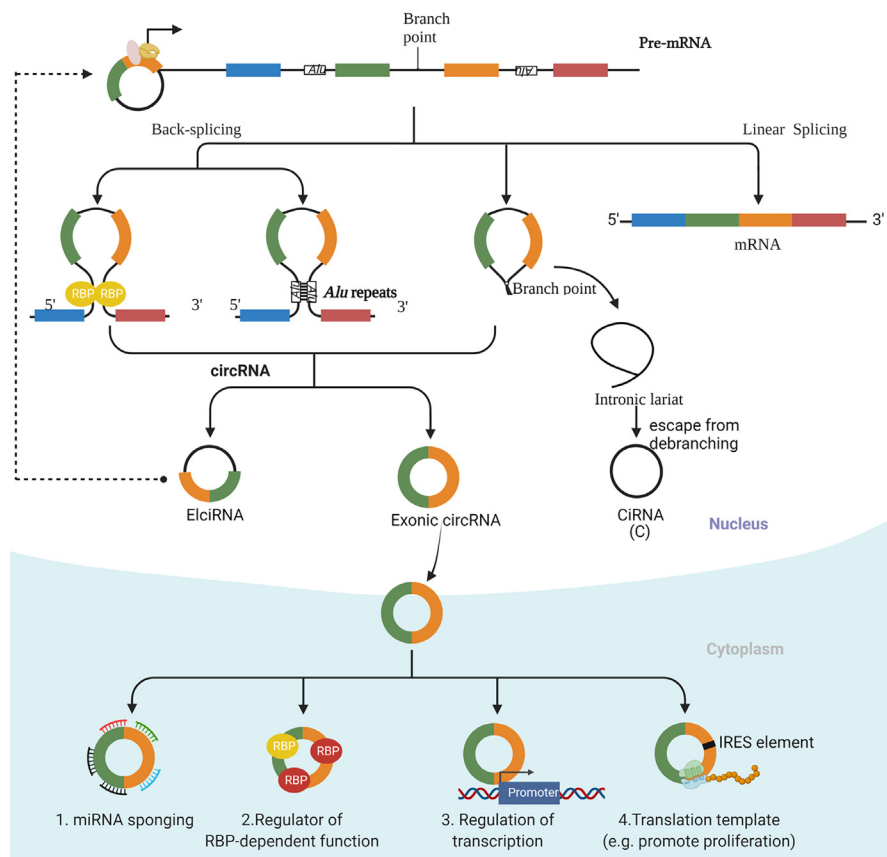 Branch
point
Pre-mRNA
Alu
Alu
Back-splicing
Linear Splicing
5'
3'
mRNA
RBP
RBP
5'
3'
5'
Alu
Alu
Alu repeats
3'
Branch point
circRNA
Intronic lariat
escape from
debranching
ElciRNA
Exonic circRNA
CiRNA
(C)
Nucleus
Cytoplasm
RBP
RBP
RBP
Promoter
IRES element
1. miRNA sponging
2.Regulator of
RBP-dependent function
3. Regulation of
transcription
4.Translation template
(e.g. promote proliferation)